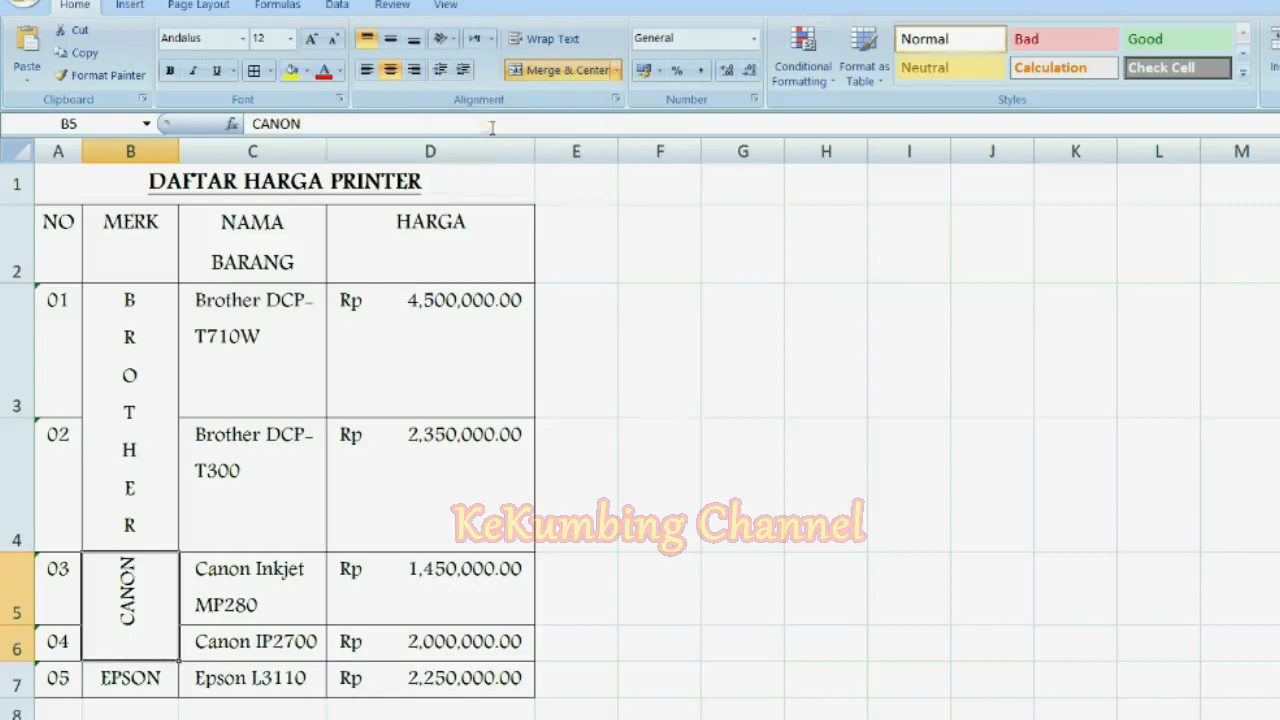 Home Insert Page Layout Formulas Data Review View
Cut
Andalus 12 Wrap Text General Normal Bad Good
Copy
Paste Format Painter B I U Merge & Center % , Conditional Formatting Format as Table Neutral Calculation Check Cell
Clipboard Font Alignment Number Styles
B5 fx CANON
A B C D E F G H I J K L M
1 DAFTAR HARGA PRINTER
2 NO MERK NAMA BARANG HARGA
3 01 BROTHER Brother DCP-T710W Rp 4,500,000.00
4 02 Brother DCP-T300 Rp 2,350,000.00
KeKumbing Channel
5 03 CANON Canon Inkjet MP280 Rp 1,450,000.00
6 04 Canon IP2700 Rp 2,000,000.00
7 05 EPSON Epson L3110 Rp 2,250,000.00
8